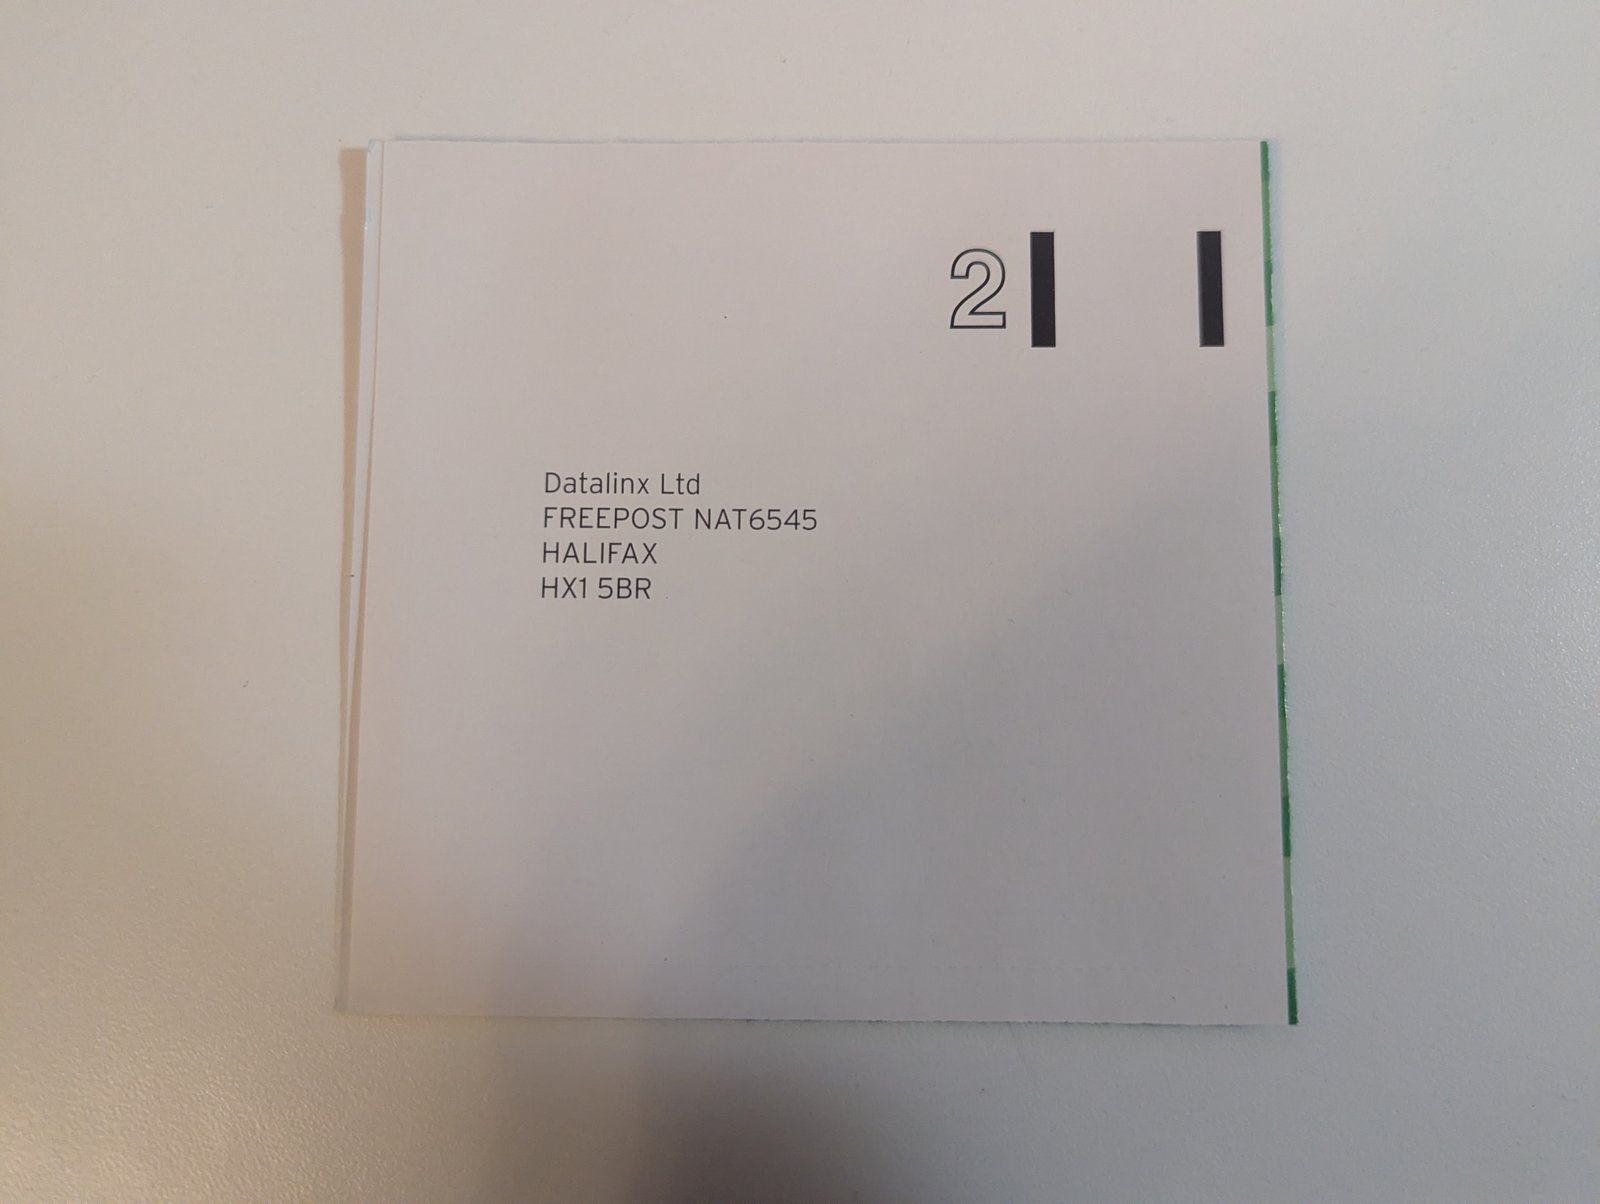 2
Datalinx Ltd
FREEPOST NAT6545
HALIFAX
HX1 5BR